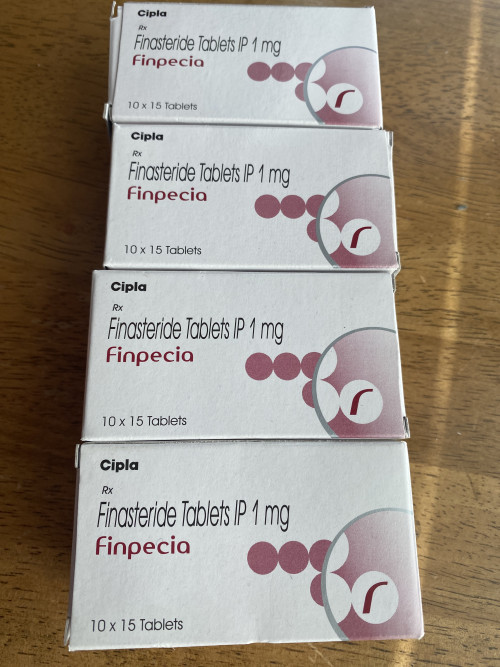 Cipla
Rx
Finasteride Tablets IP 1 mg
Finpecia
10 x 15 Tablets
Cipla
Rx
Finasteride Tablets IP 1 mg
Finpecia
10 x 15 Tablets
Cipla
Rx
Finasteride Tablets IP 1 mg
Finpecia
10 x 15 Tablets
Cipla
Rx
Finasteride Tablets IP 1 mg
Finpecia
10 x 15 Tablets